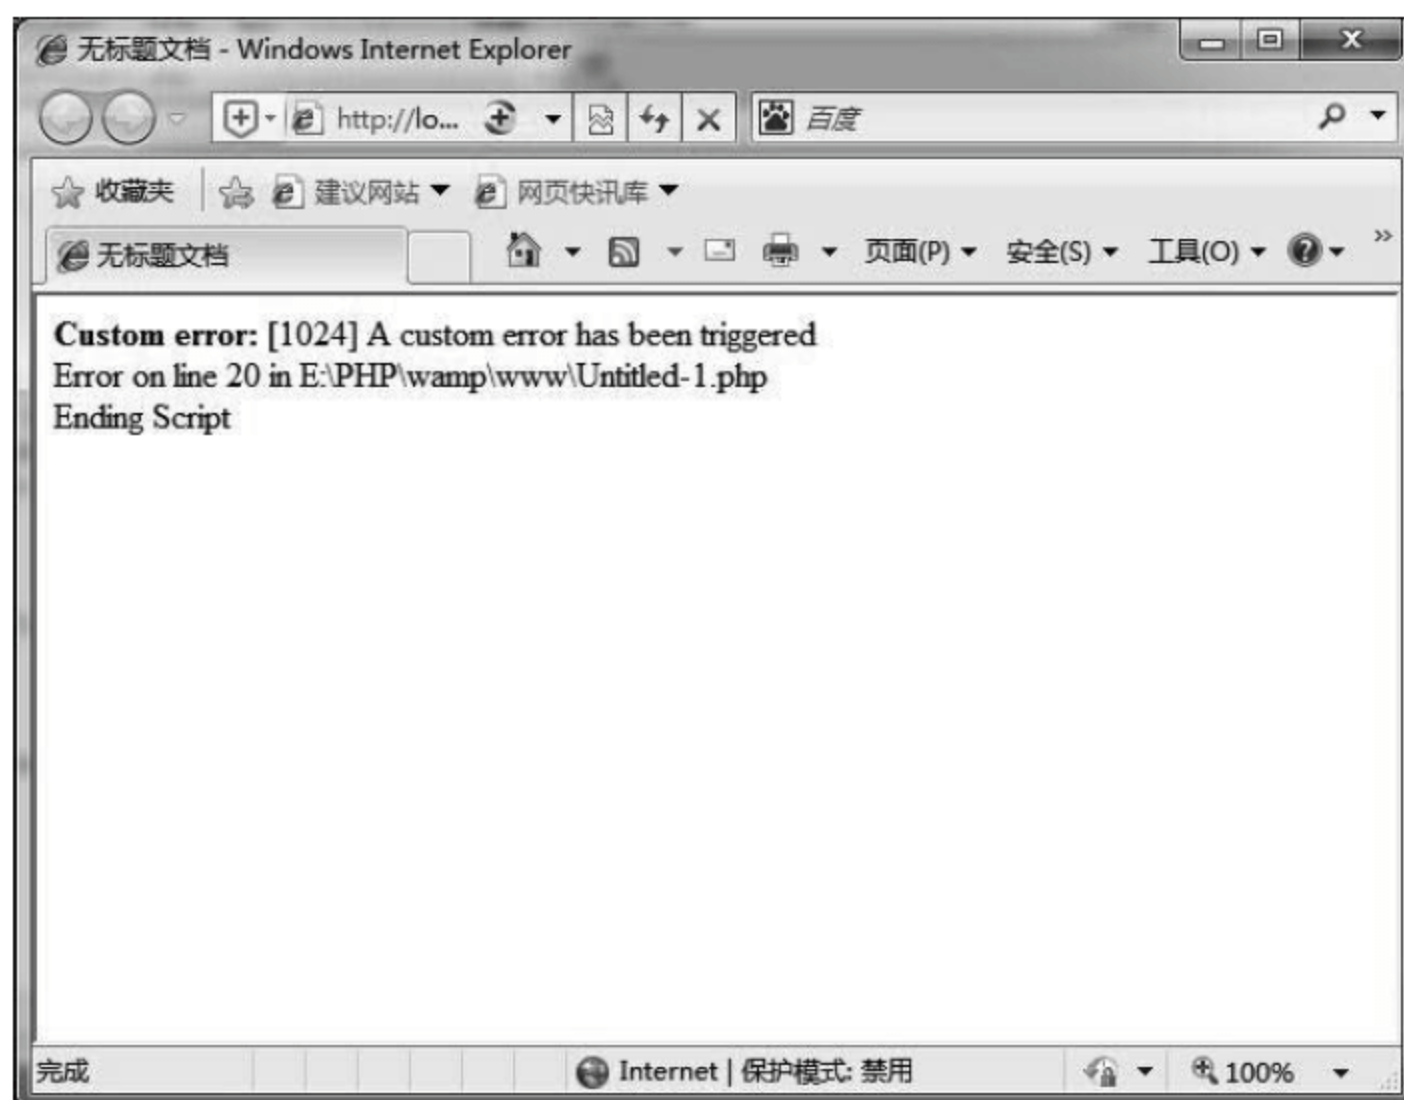 无标题文档 - Windows Internet Explorer
http://lo... 百度
收藏夹 建议网站 网页快讯库
无标题文档 页面(P) 安全(S) 工具(O) »
Custom error: [1024] A custom error has been triggered
Error on line 20 in E:\PHP\wamp\www\Untitled-1.php
Ending Script
完成 Internet | 保护模式: 禁用 100%